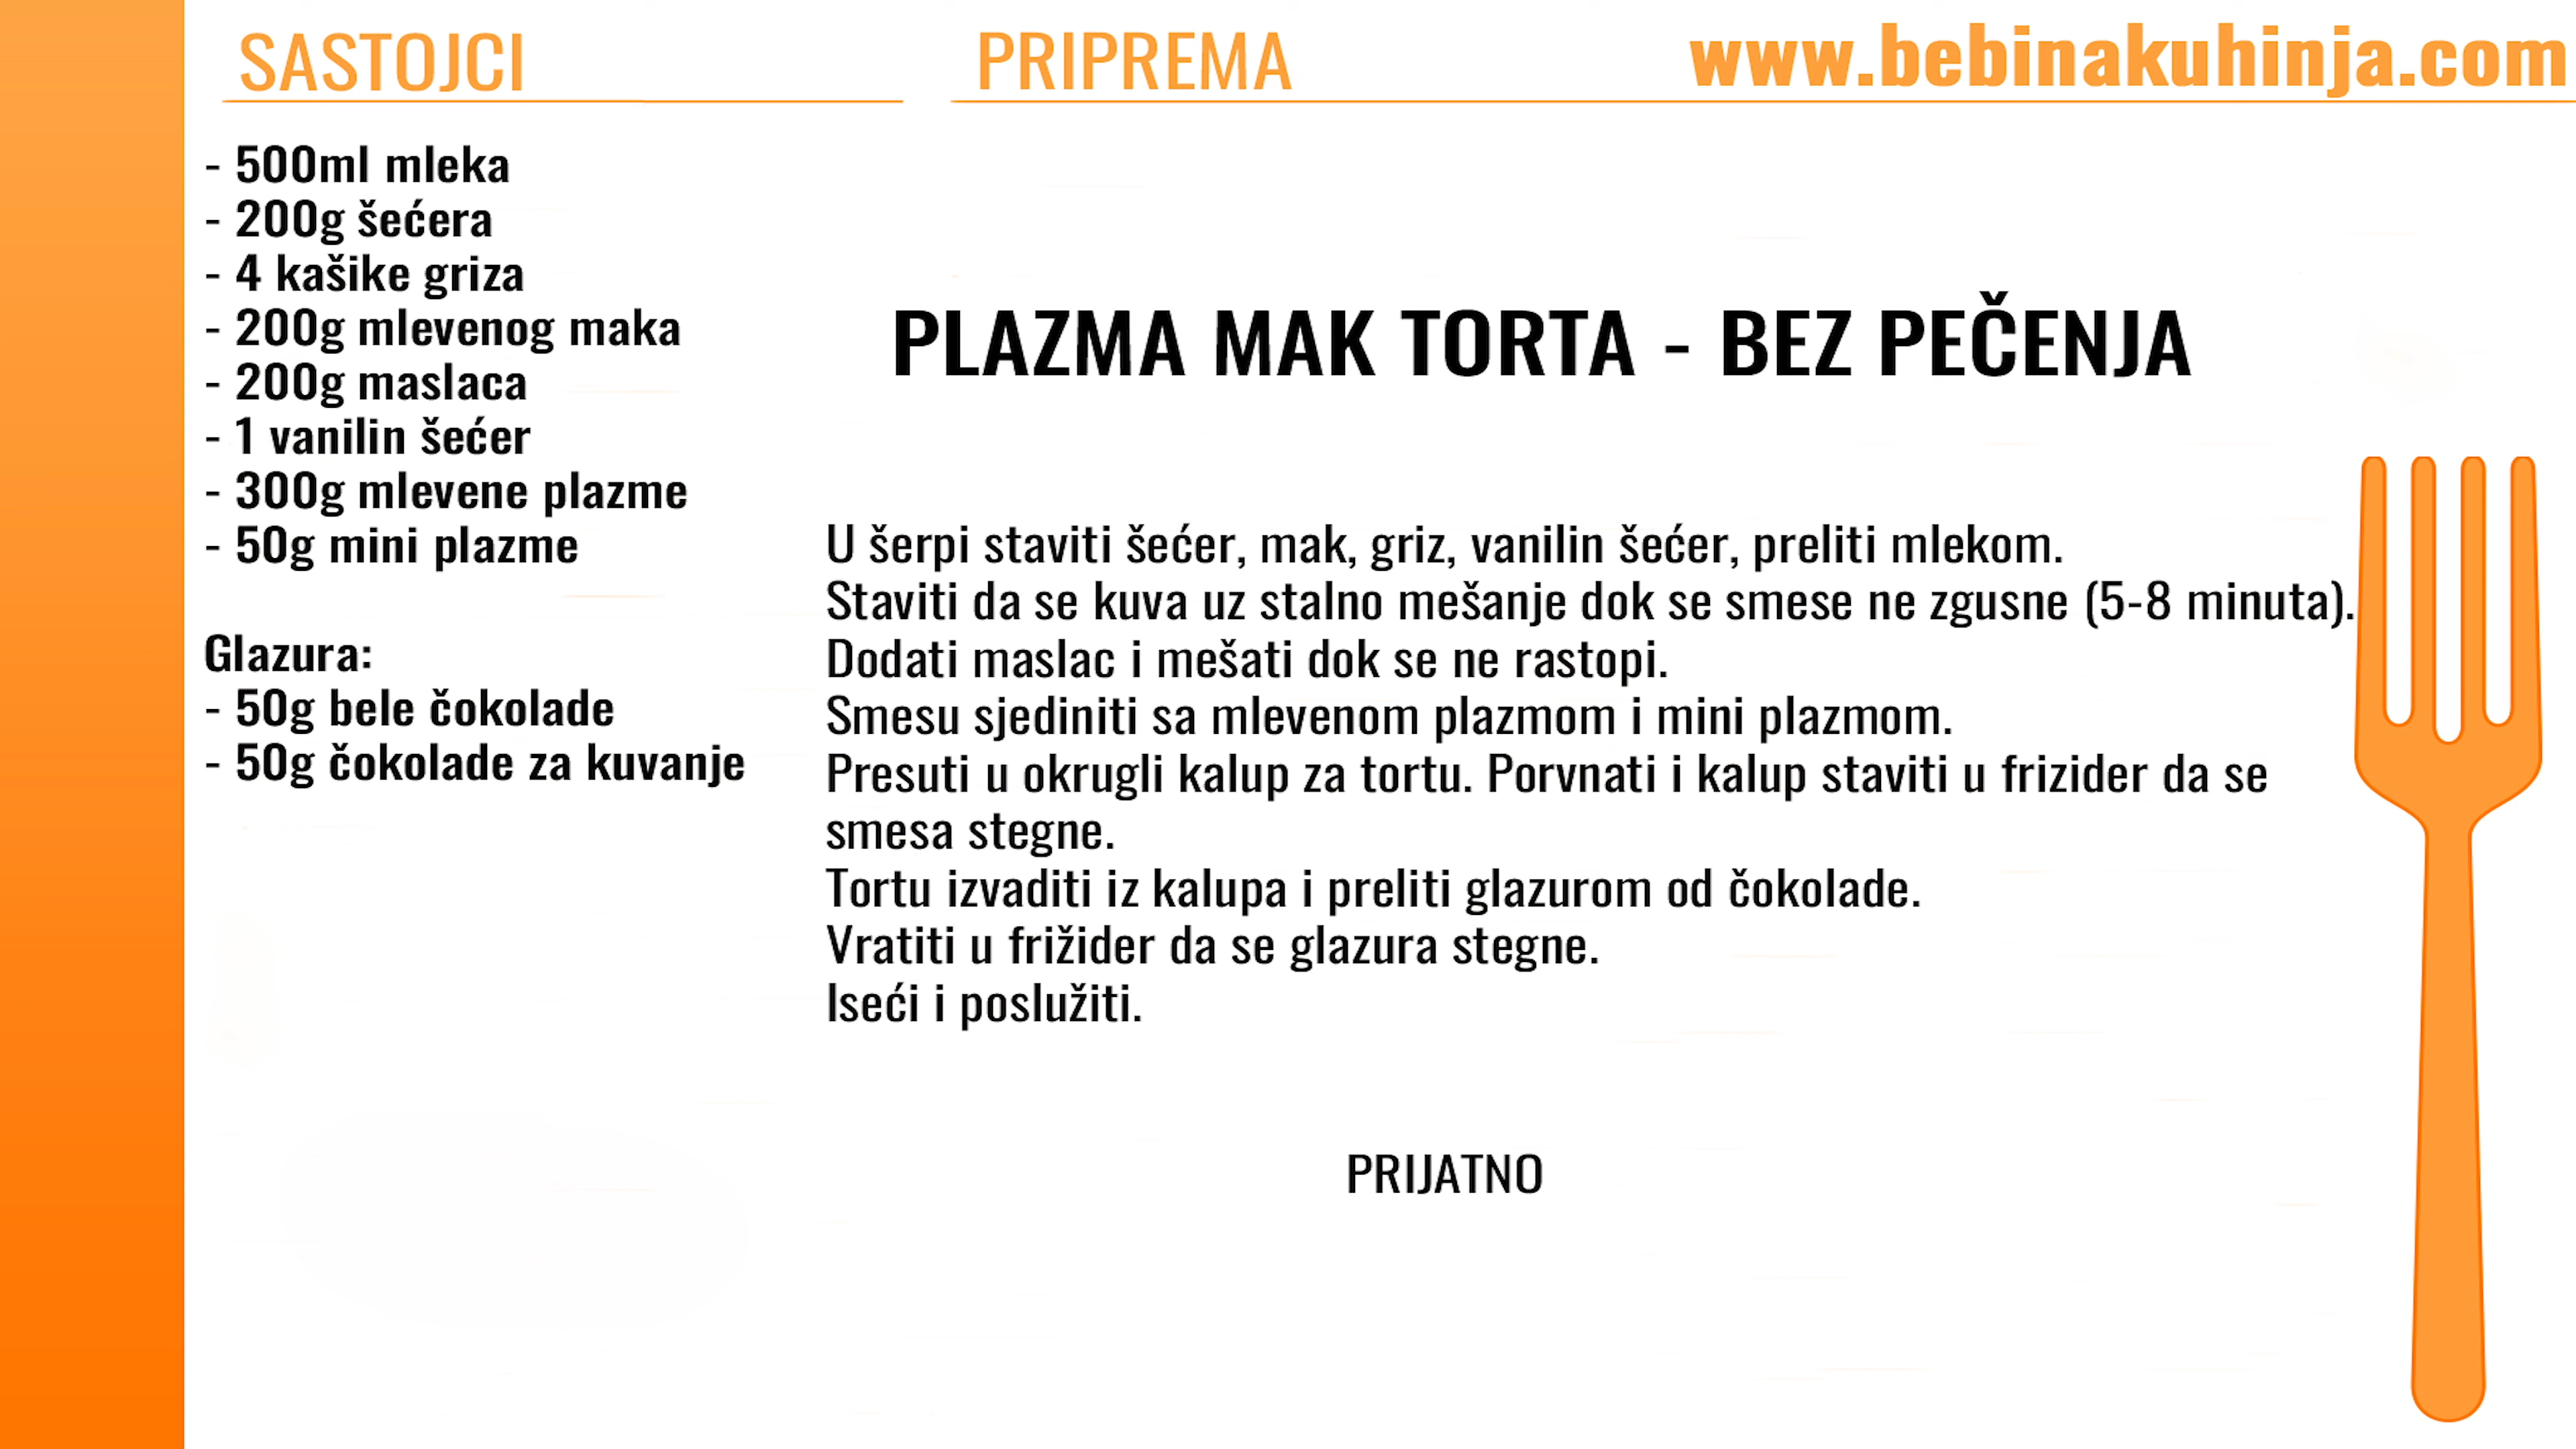 SASTOJCI
PRIPREMA
www.bebinakuhinja.com
- 500ml mleka
- 200g šećera
- 4 kašike griza
- 200g mlevenog maka
- 200g maslaca
- 1 vanilin šećer
- 300g mlevene plazme
- 50g mini plazme
Glazura:
- 50g bele čokolade
- 50g čokolade za kuvanje
PLAZMA MAK TORTA - BEZ PEČENJA
U šerpi staviti šećer, mak, griz, vanilin šećer, preliti mlekom.
Staviti da se kuva uz stalno mešanje dok se smese ne zgusne (5-8 minuta).
Dodati maslac i mešati dok se ne rastopi.
Smesu sjediniti sa mlevenom plazmom i mini plazmom.
Presuti u okrugli kalup za tortu. Porvnati i kalup staviti u frizider da se
smesa stegne.
Tortu izvaditi iz kalupa i preliti glazurom od čokolade.
Vratiti u frižider da se glazura stegne.
Iseći i poslužiti.
PRIJATNO